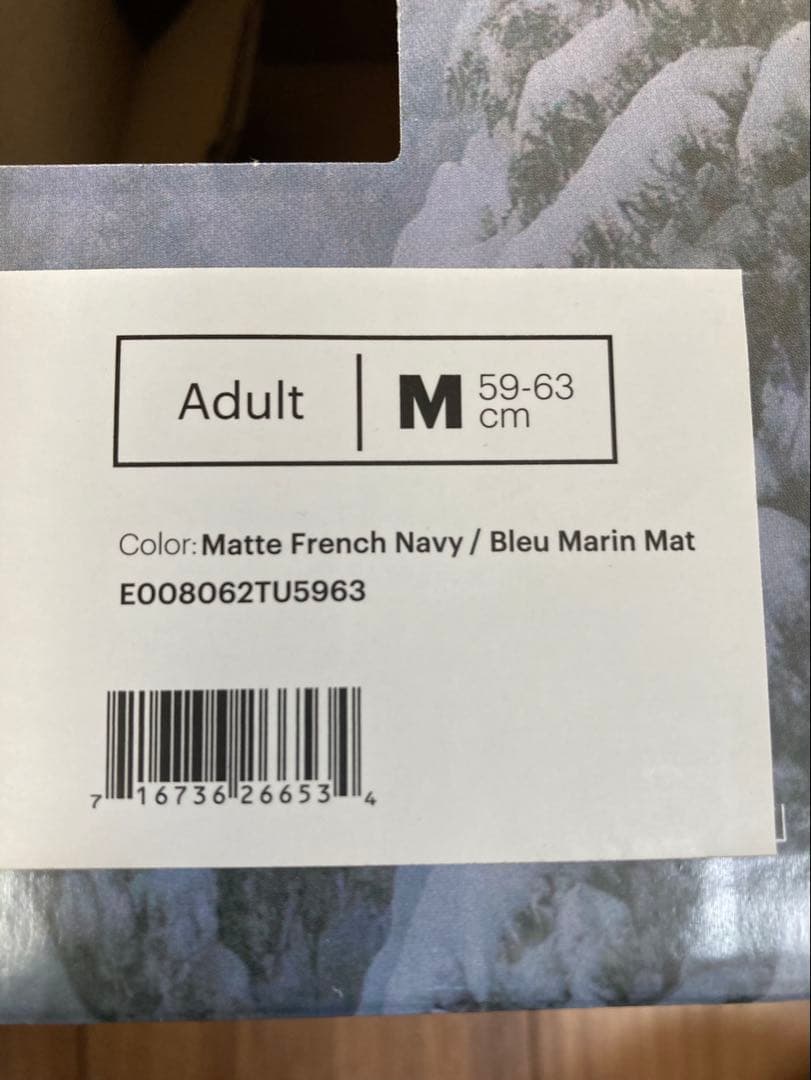 Adult
M 59-63
cm
Color: Matte French Navy / Bleu Marin Mat
E008062TU5963
7 16736 26653 4